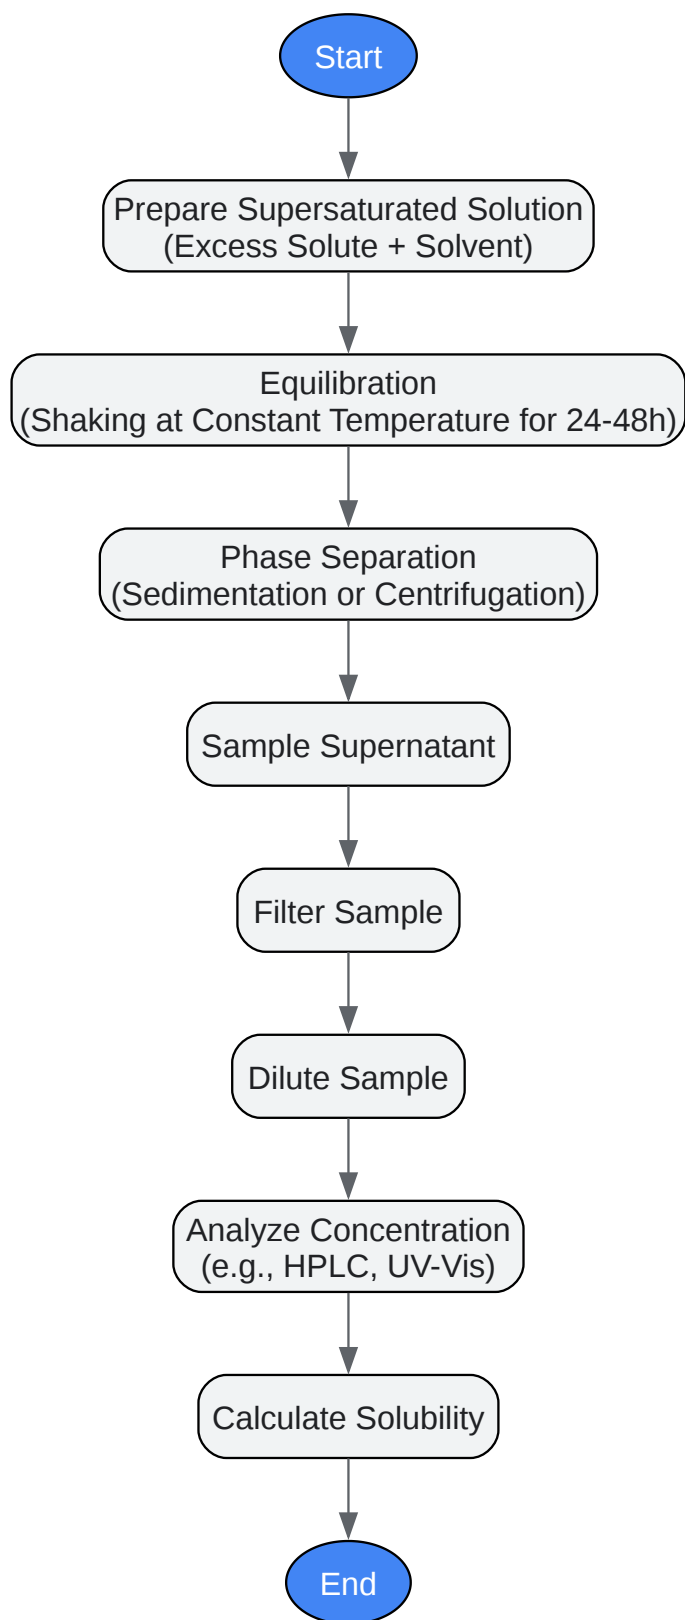 Start
Prepare Supersaturated Solution
(Excess Solute + Solvent)
Equilibration
(Shaking at Constant Temperature for 24-48h)
Phase Separation
(Sedimentation or Centrifugation)
Sample Supernatant
Filter Sample
Dilute Sample
Analyze Concentration
(e.g., HPLC, UV-Vis)
Calculate Solubility
End